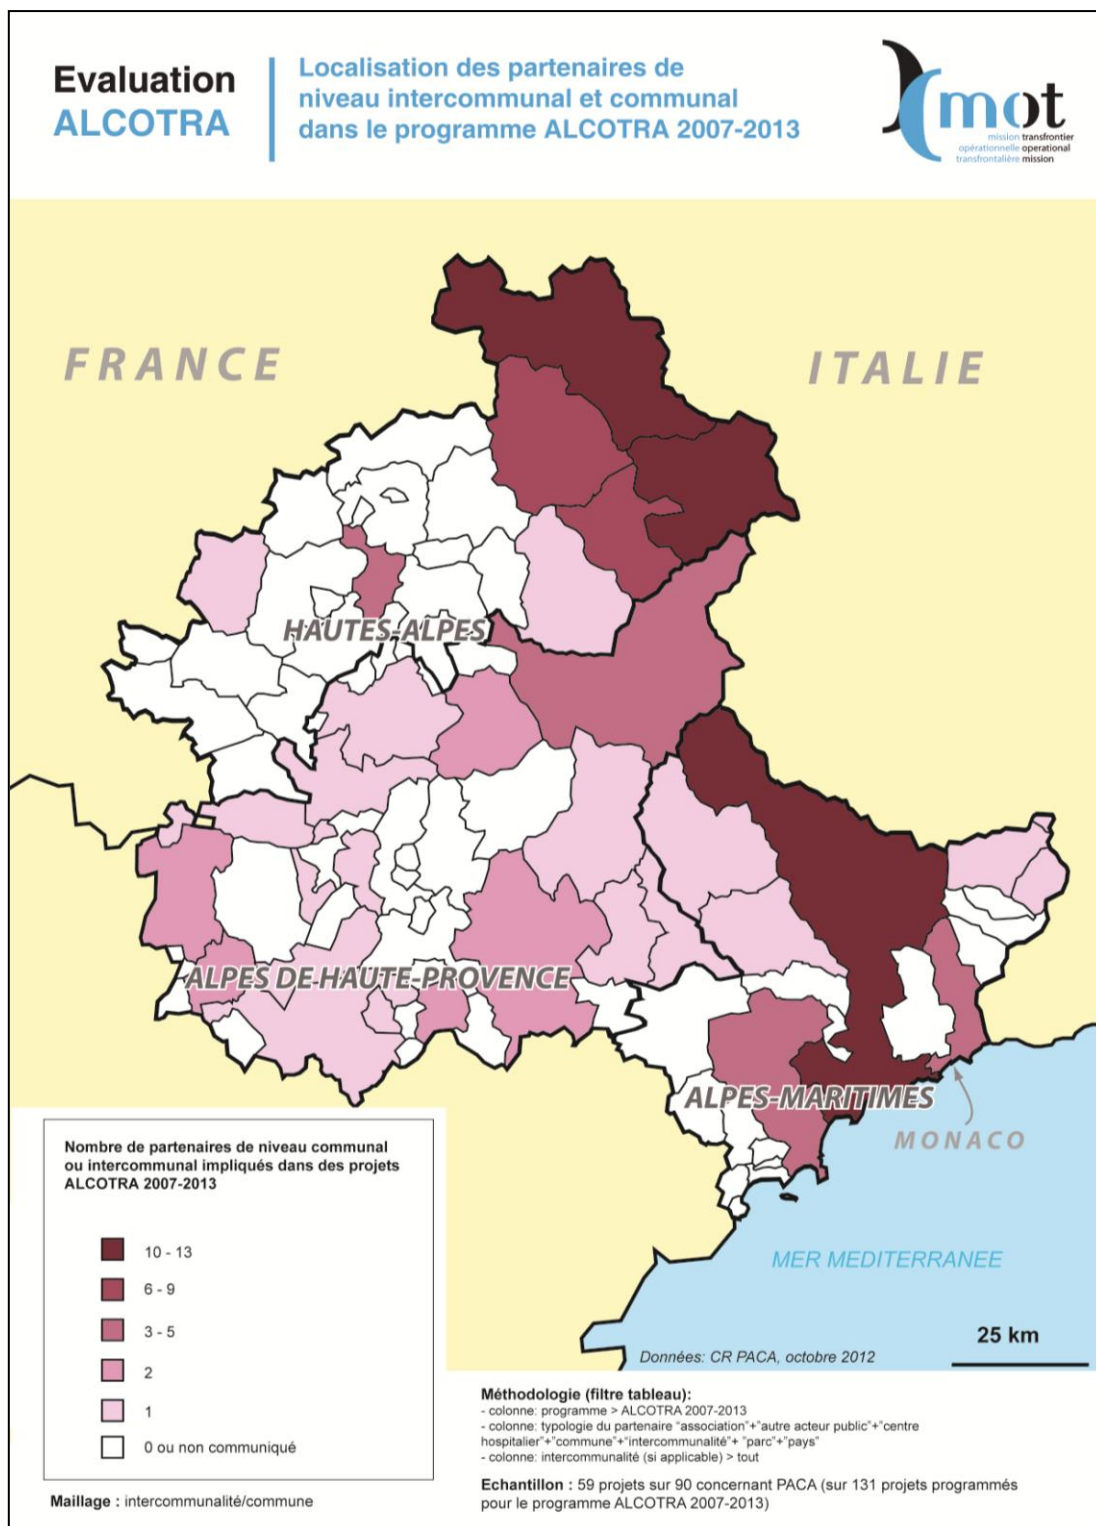 Evaluation
ALCOTRA
Localisation des partenaires de
niveau intercommunal et communal
dans le programme ALCOTRA 2007-2013
mot
mission transfrontier
opérationnelle operational
transfrontalière mission
FRANCE
ITALIE
HAUTES-ALPES
ALPES DE HAUTE-PROVENCE
ALPES-MARITIMES
MONACO
MER MEDITERRANEE
25 km
Données: CR PACA, octobre 2012
Nombre de partenaires de niveau communal
ou intercommunal impliqués dans des projets
ALCOTRA 2007-2013
10 - 13
6 - 9
3 - 5
2
1
0 ou non communiqué
Maillage : intercommunalité/commune
Méthodologie (filtre tableau):
- colonne: programme > ALCOTRA 2007-2013
- colonne: typologie du partenaire "association"+"autre acteur public"+"centre
hospitalier"+"commune"+"intercommunalité"+ "parc"+"pays"
- colonne: intercommunalité (si applicable) > tout
Echantillon : 59 projets sur 90 concernant PACA (sur 131 projets programmés
pour le programme ALCOTRA 2007-2013)